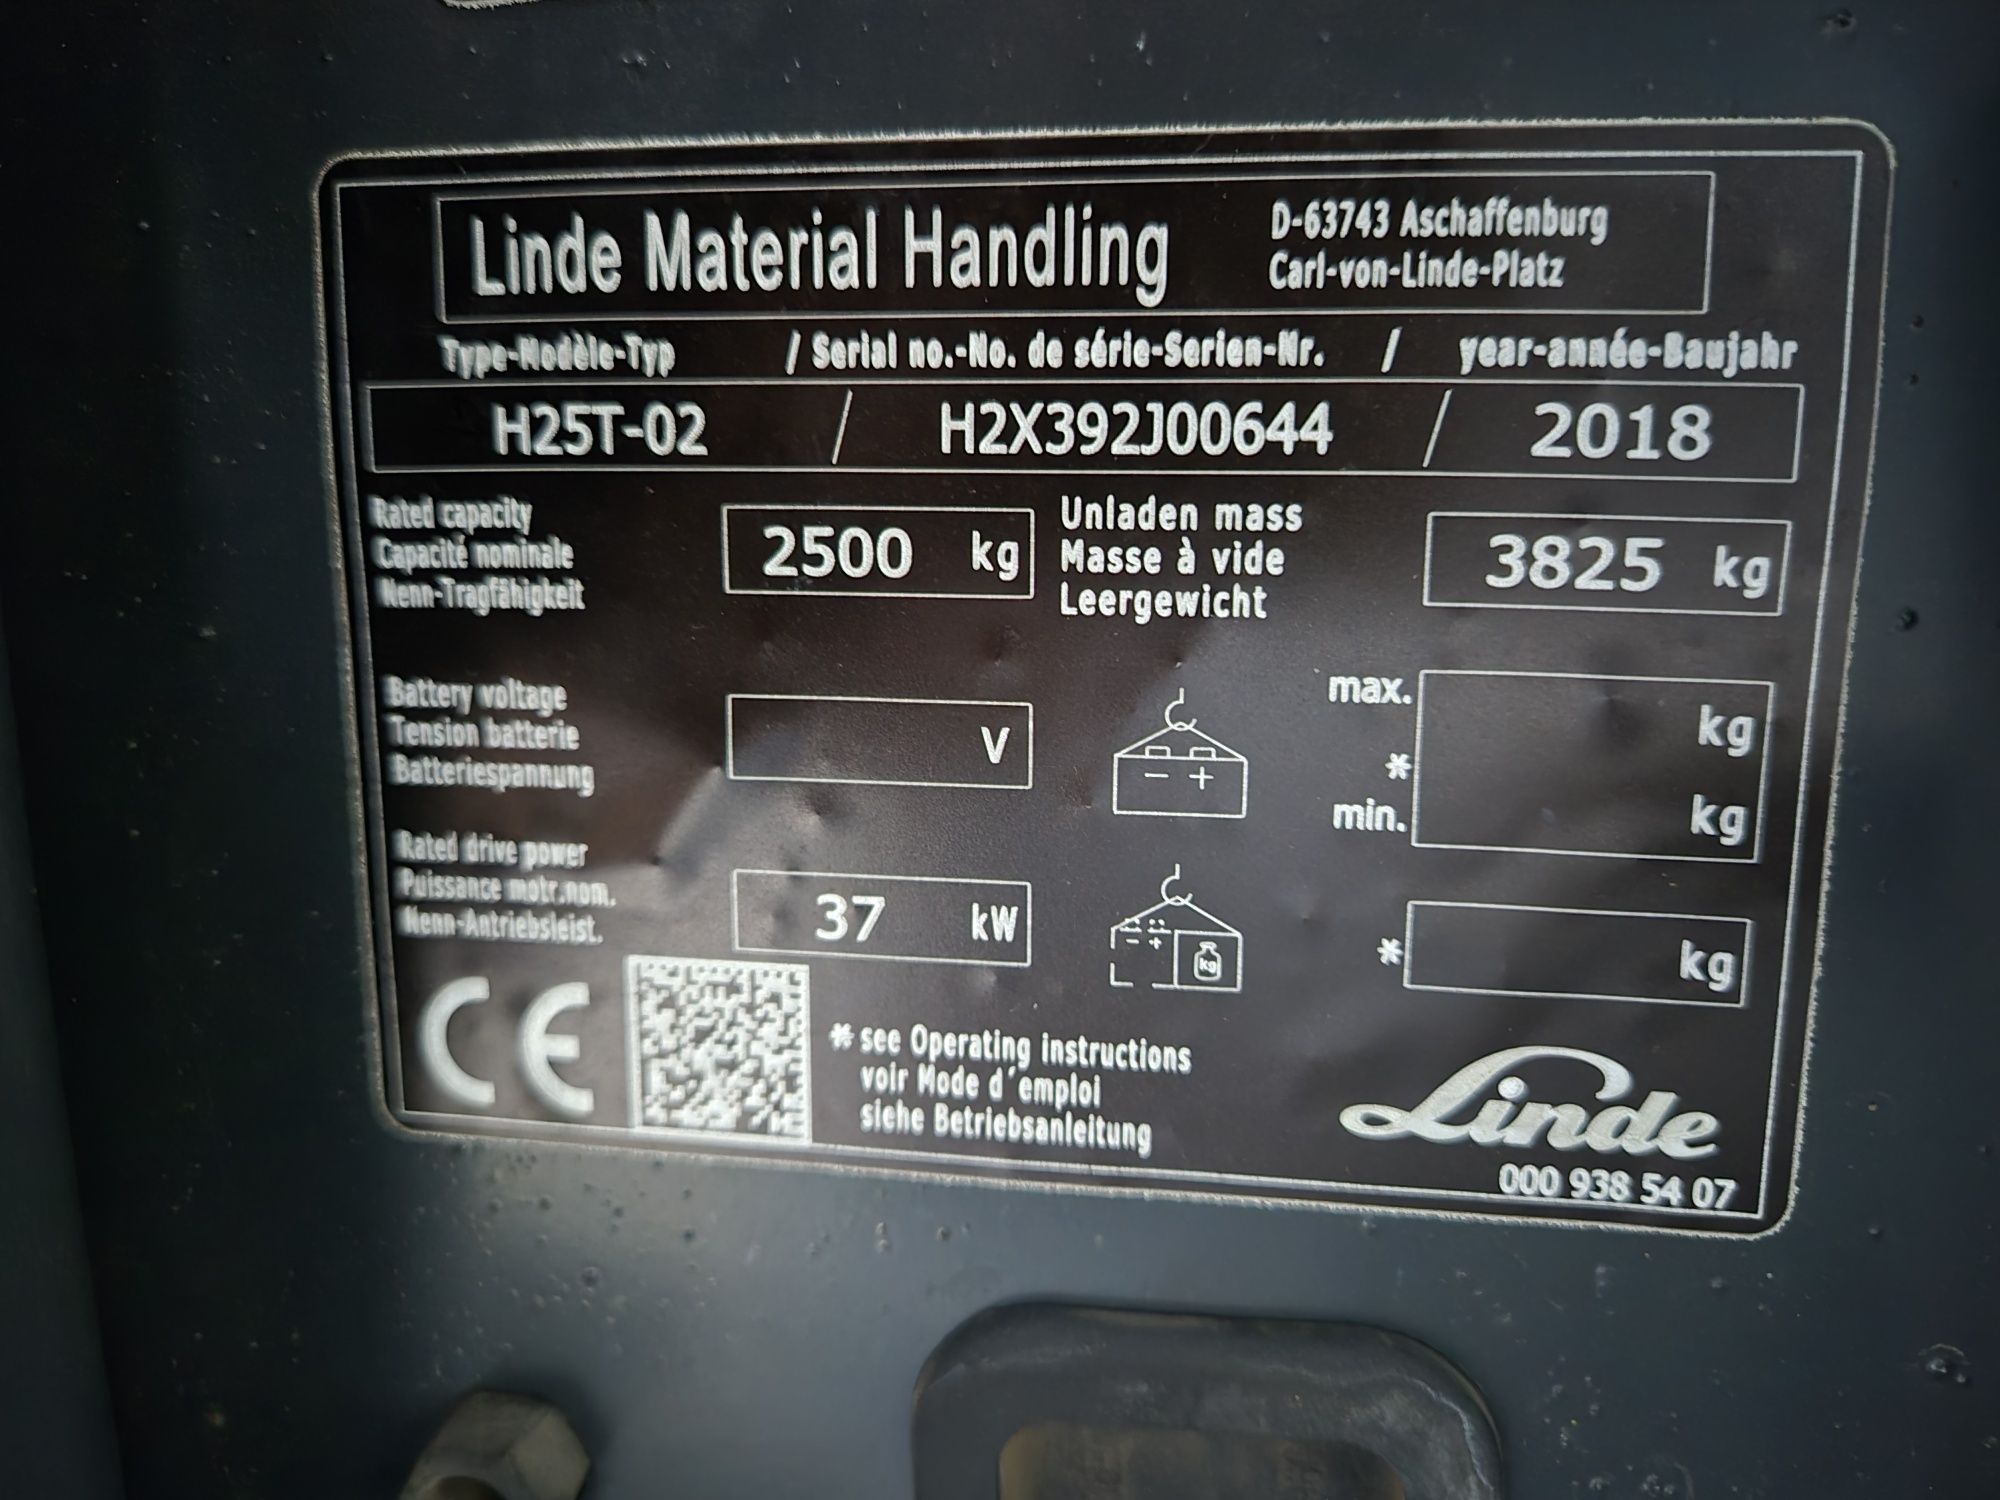 Linde Material Handling
D-63743 Aschaffenburg
Carl-von-Linde-Platz
Type-Modèle-Typ / Serial no.-No. de série-Serien-Nr. / year-année-Baujahr
H25T-02 / H2X392J00644 / 2018
Rated capacity
Capacité nominale
Nenn-Tragfähigkeit
2500 kg
Unladen mass
Masse à vide
Leergewicht
3825 kg
Battery voltage
Tension batterie
Batteriespannung
V
- +
max. kg
*
min. kg
Rated drive power
Puissance motr.nom.
Nenn-Antriebsleist.
37 kW
- +
kg
* kg
CE
* see Operating instructions
voir Mode d'emploi
siehe Betriebsanleitung
Linde
000 938 54 07